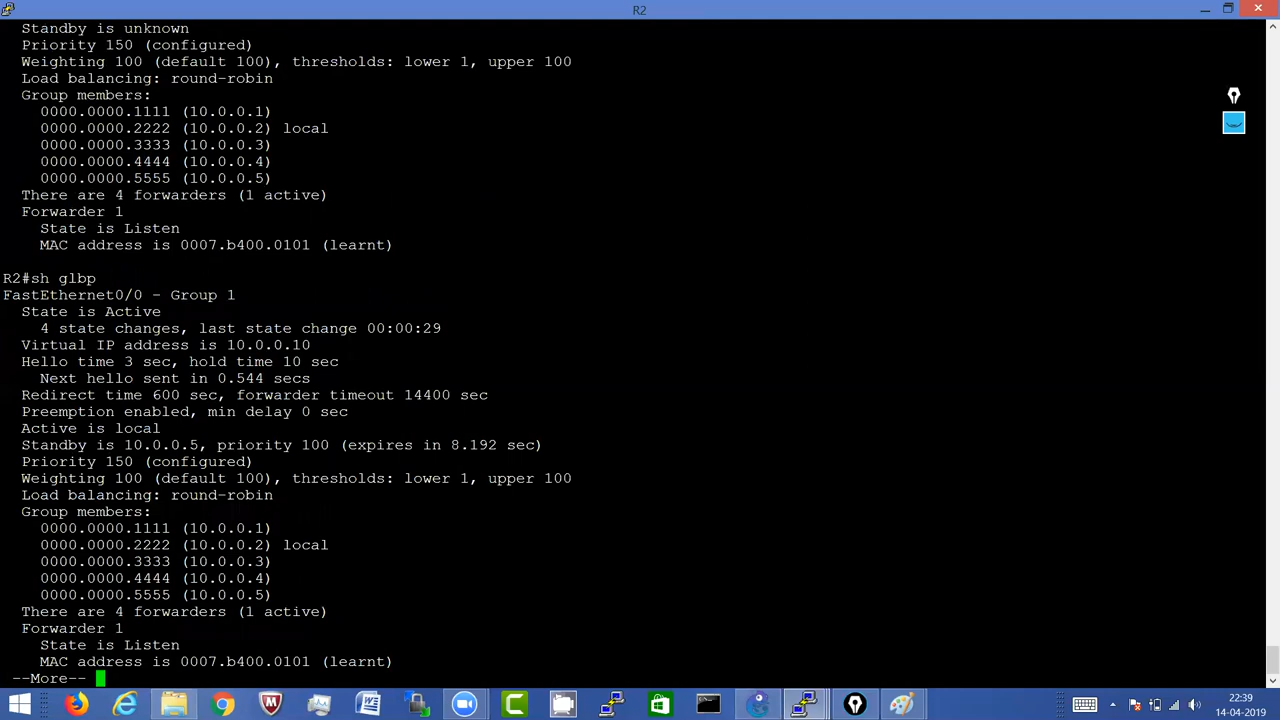 R2
Standby is unknown
Priority 150 (configured)
Weighting 100 (default 100), thresholds: lower 1, upper 100
Load balancing: round-robin
Group members:
0000.0000.1111 (10.0.0.1)
0000.0000.2222 (10.0.0.2) local
0000.0000.3333 (10.0.0.3)
0000.0000.4444 (10.0.0.4)
0000.0000.5555 (10.0.0.5)
There are 4 forwarders (1 active)
Forwarder 1
State is Listen
MAC address is 0007.b400.0101 (learnt)
R2#sh glbp
FastEthernet0/0 - Group 1
State is Active
4 state changes, last state change 00:00:29
Virtual IP address is 10.0.0.10
Hello time 3 sec, hold time 10 sec
Next hello sent in 0.544 secs
Redirect time 600 sec, forwarder timeout 14400 sec
Preemption enabled, min delay 0 sec
Active is local
Standby is 10.0.0.5, priority 100 (expires in 8.192 sec)
Priority 150 (configured)
Weighting 100 (default 100), thresholds: lower 1, upper 100
Load balancing: round-robin
Group members:
0000.0000.1111 (10.0.0.1)
0000.0000.2222 (10.0.0.2) local
0000.0000.3333 (10.0.0.3)
0000.0000.4444 (10.0.0.4)
0000.0000.5555 (10.0.0.5)
There are 4 forwarders (1 active)
Forwarder 1
State is Listen
MAC address is 0007.b400.0101 (learnt)
--More--
22:39
14-04-2019